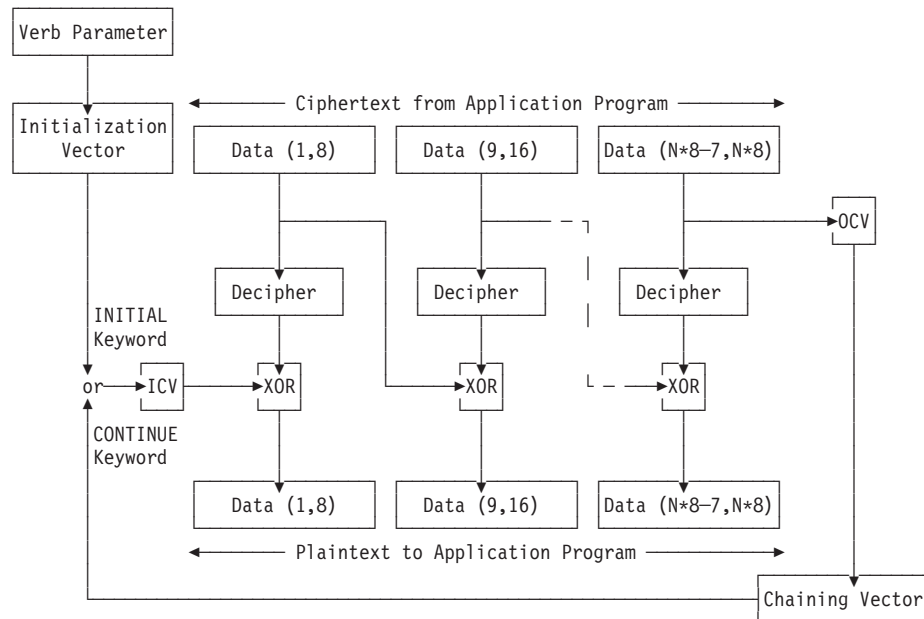 Verb Parameter
Ciphertext from Application Program
Initialization
Vector
Data (1,8)
Data (9,16)
Data (N*8–7,N*8)
OCV
Decipher
Decipher
Decipher
INITIAL
Keyword
or
ICV
XOR
XOR
XOR
CONTINUE
Keyword
Data (1,8)
Data (9,16)
Data (N*8–7,N*8)
Plaintext to Application Program
Chaining Vector